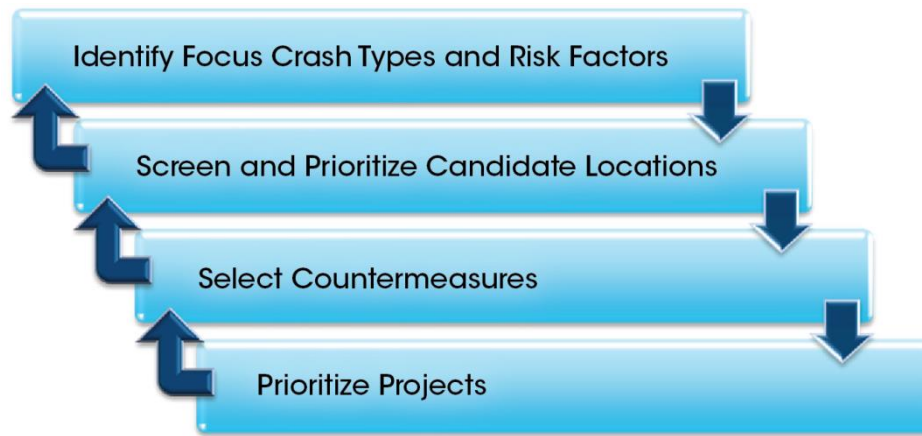 Identify Focus Crash Types and Risk Factors
Screen and Prioritize Candidate Locations
Select Countermeasures
Prioritize Projects